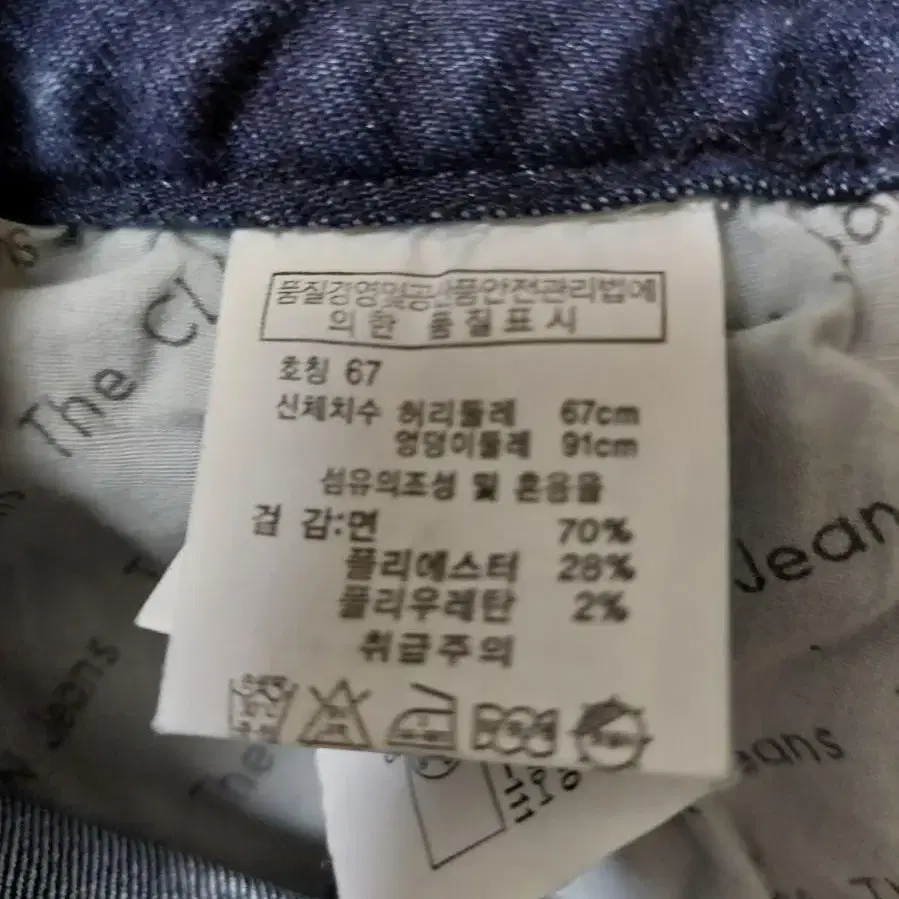 품질경영및공산품안전관리법에
의한 품질표시
호칭 67
신체치수 허리둘레 67cm
엉덩이둘레 91cm
섬유의조성 및 혼용율
겉감:면 70%
폴리에스터 28%
폴리우레탄 2%
취급주의
The
Jeans
Jeans
The
Jeans